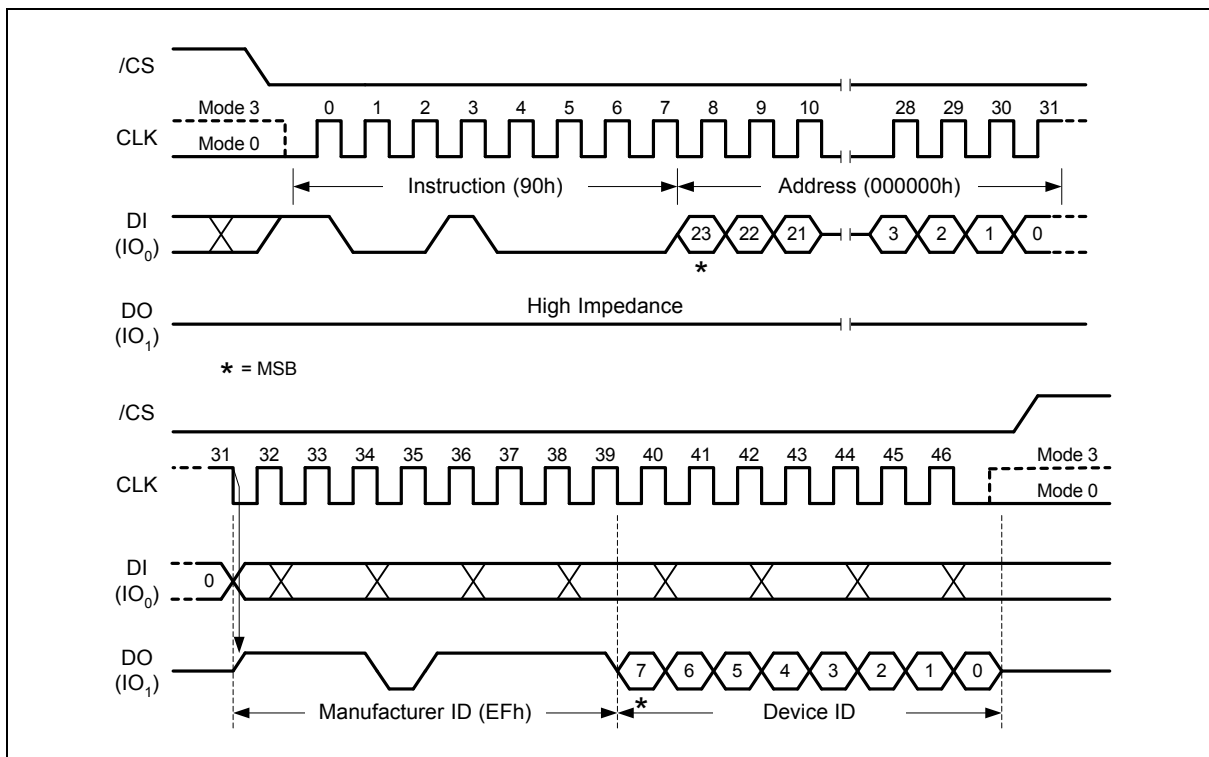 /CS
Mode 3 0 1 2 3 4 5 6 7 8 9 10 28 29 30 31
CLK Mode 0
Instruction (90h) Address (000000h)
DI
(IO0) 23 22 21 3 2 1 0
*
DO High Impedance
(IO1)
* = MSB
/CS
31 32 33 34 35 36 37 38 39 40 41 42 43 44 45 46 Mode 3
CLK Mode 0
DI
(IO0) 0
DO
(IO1) 7 6 5 4 3 2 1 0
*
Manufacturer ID (EFh) Device ID